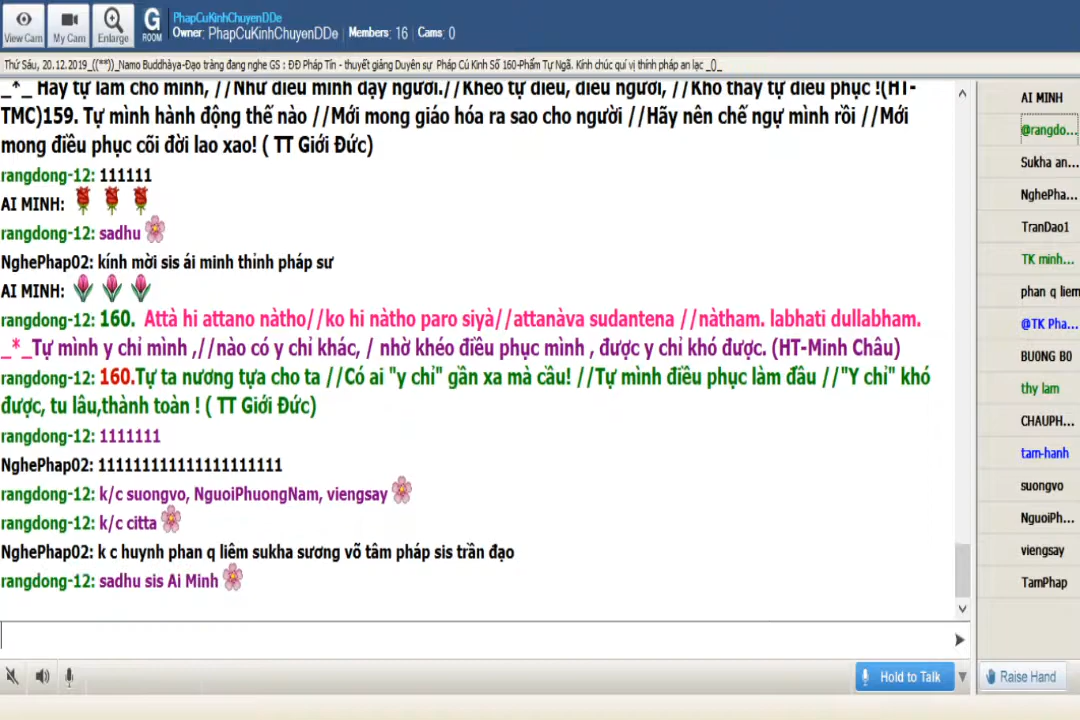 PhapCuKinhChuyenDDe
Owner: PhapCuKinhChuyenDDe Members: 16 Cams: 0
View Cam My Cam Enlarge G ROOM
Thứ Sáu, 20.12.2019_((**))_Namo Buddhàya-Đạo tràng đang nghe GS : ĐĐ Pháp Tín - thuyết giảng Duyên sự Pháp Cú Kinh Số 160-Phẩm Tự Ngã. Kính chúc quí vị thính pháp an lạc _()_
_*_ Hãy tự làm cho mình, //Như điều mình dạy người.//Khéo tự điều, điều người, //Khó thay tự điều phục !(HT-
TMC)159. Tự mình hành động thế nào //Mới mong giáo hóa ra sao cho người //Hãy nên chế ngự mình rồi //Mới
mong điều phục cõi đời lao xao! ( TT Giới Đức)
rangdong-12: 111111
AI MINH:
rangdong-12: sadhu
NghePhap02: kính mời sis ái minh thỉnh pháp sư
AI MINH:
rangdong-12: 160. Attà hi attano nàtho//ko hi nàtho paro siyà//attanàva sudantena //nàtham. labhati dullabham.
_*_Tự mình y chỉ mình ,//nào có y chỉ khác, / nhờ khéo điều phục mình , được y chỉ khó được. (HT-Minh Châu)
rangdong-12: 160.Tự ta nương tựa cho ta //Có ai "y chỉ" gần xa mà cầu! //Tự mình điều phục làm đầu //"Y chỉ" khó
được, tu lâu,thành toàn ! ( TT Giới Đức)
rangdong-12: 1111111
NghePhap02: 111111111111111111111
rangdong-12: k/c suongvo, NguoiPhuongNam, viengsay
rangdong-12: k/c citta
NghePhap02: k c huynh phan q liêm sukha sương võ tâm pháp sis trần đạo
rangdong-12: sadhu sis Ai Minh
AI MINH
@rangdo...
Sukha an...
NghePha...
TranDao1
TK minh...
phan q liem
@TK Pha...
BUONG BO
thy lam
CHAUPH...
tam-hanh
suongvo
NguoiPh...
viengsay
TamPhap
Hold to Talk
Raise Hand